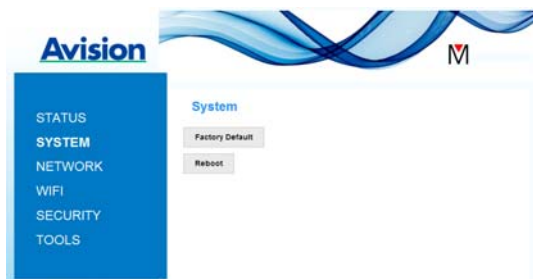 Avision
M
STATUS
SYSTEM
NETWORK
WIFI
SECURITY
TOOLS
System
Factory Default
Reboot